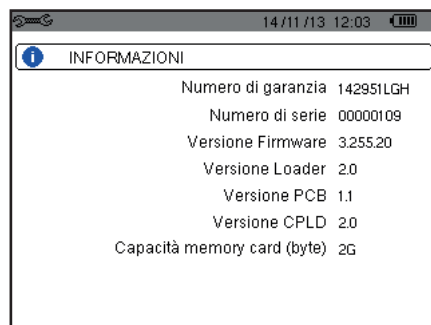 14/11/13 12:03
INFORMAZIONI
Numero di garanzia 142951LGH
Numero di serie 00000109
Versione Firmware 3.255.20
Versione Loader 2.0
Versione PCB 1.1
Versione CPLD 2.0
Capacità memory card (byte) 2G